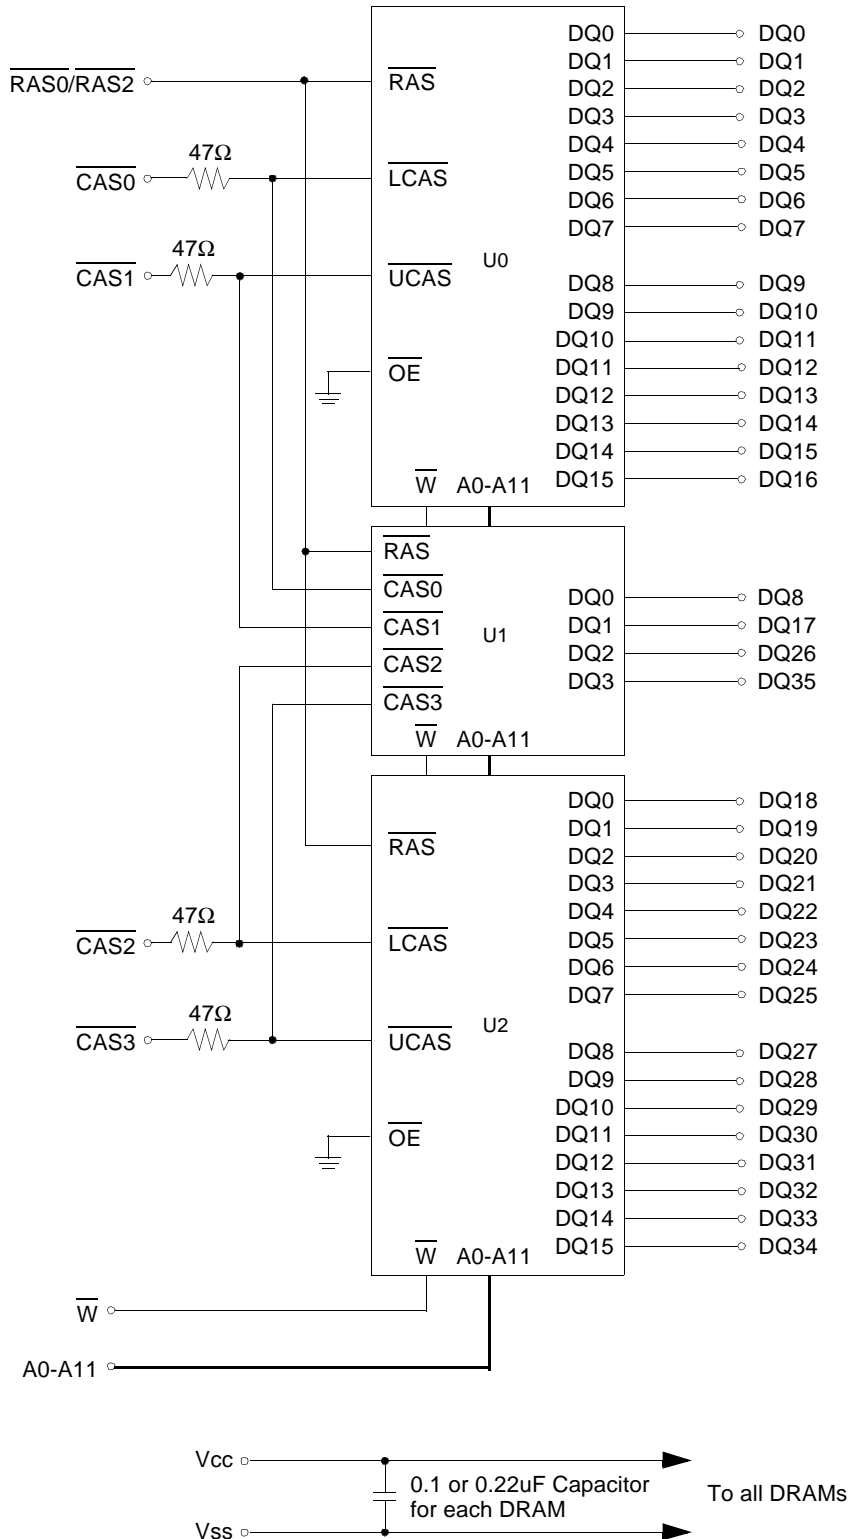 DQ0 DQ0
DQ1 DQ1
RAS0/RAS2 RAS DQ2 DQ2
DQ3 DQ3
47Ω DQ4 DQ4
CAS0 LCAS DQ5 DQ5
DQ6 DQ6
DQ7 DQ7
47Ω U0
CAS1 UCAS DQ8 DQ9
DQ9 DQ10
DQ10 DQ11
OE DQ11 DQ12
DQ12 DQ13
DQ13 DQ14
DQ14 DQ15
W A0-A11 DQ15 DQ16
RAS
CAS0 DQ0 DQ8
CAS1 U1 DQ1 DQ17
CAS2 DQ2 DQ26
CAS3 DQ3 DQ35
W A0-A11
DQ0 DQ18
DQ1 DQ19
RAS DQ2 DQ20
DQ3 DQ21
47Ω DQ4 DQ22
CAS2 LCAS DQ5 DQ23
DQ6 DQ24
DQ7 DQ25
47Ω U2
CAS3 UCAS DQ8 DQ27
DQ9 DQ28
DQ10 DQ29
OE DQ11 DQ30
DQ12 DQ31
DQ13 DQ32
DQ14 DQ33
W A0-A11 DQ15 DQ34
W
A0-A11
Vcc
0.1 or 0.22uF Capacitor
for each DRAM
To all DRAMs
Vss